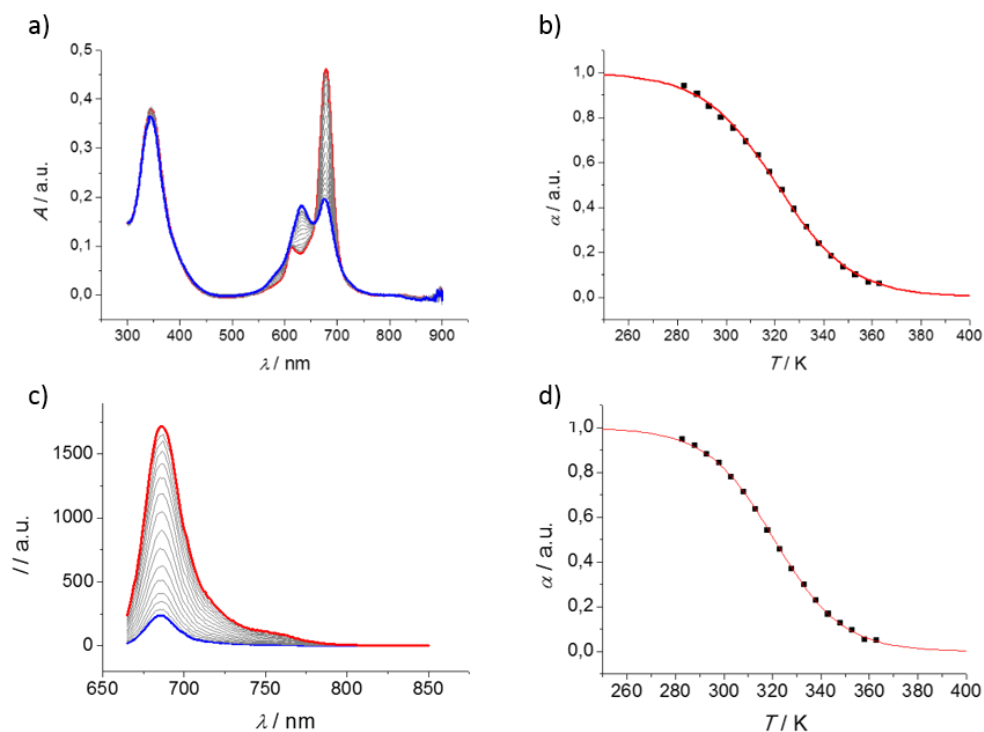 a)
0,5
0,4
0,3
0,2
0,1
0,0
A / a.u.
300 400 500 600 700 800 900
λ / nm
b)
1,0
0,8
0,6
0,4
0,2
0,0
α / a.u.
260 280 300 320 340 360 380 400
T / K
c)
1500
1000
500
0
I / a.u.
650 700 750 800 850
λ / nm
d)
1,0
0,8
0,6
0,4
0,2
0,0
α / a.u.
260 280 300 320 340 360 380 400
T / K